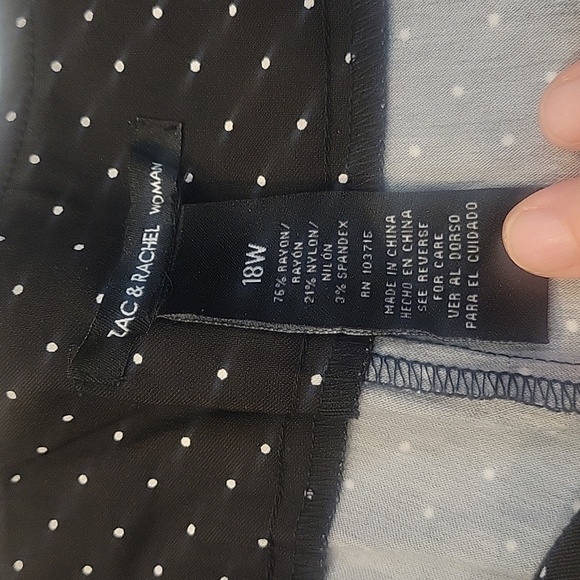 ZAC & RACHEL WOMAN
18W
76% RAYON/
RAYÓN
21% NYLON/
NILÓN
3% SPANDEX
RN 103715
MADE IN CHINA
HECHO EN CHINA
SEE REVERSE
FOR CARE
VER AL DORSO
PARA EL CUIDADO